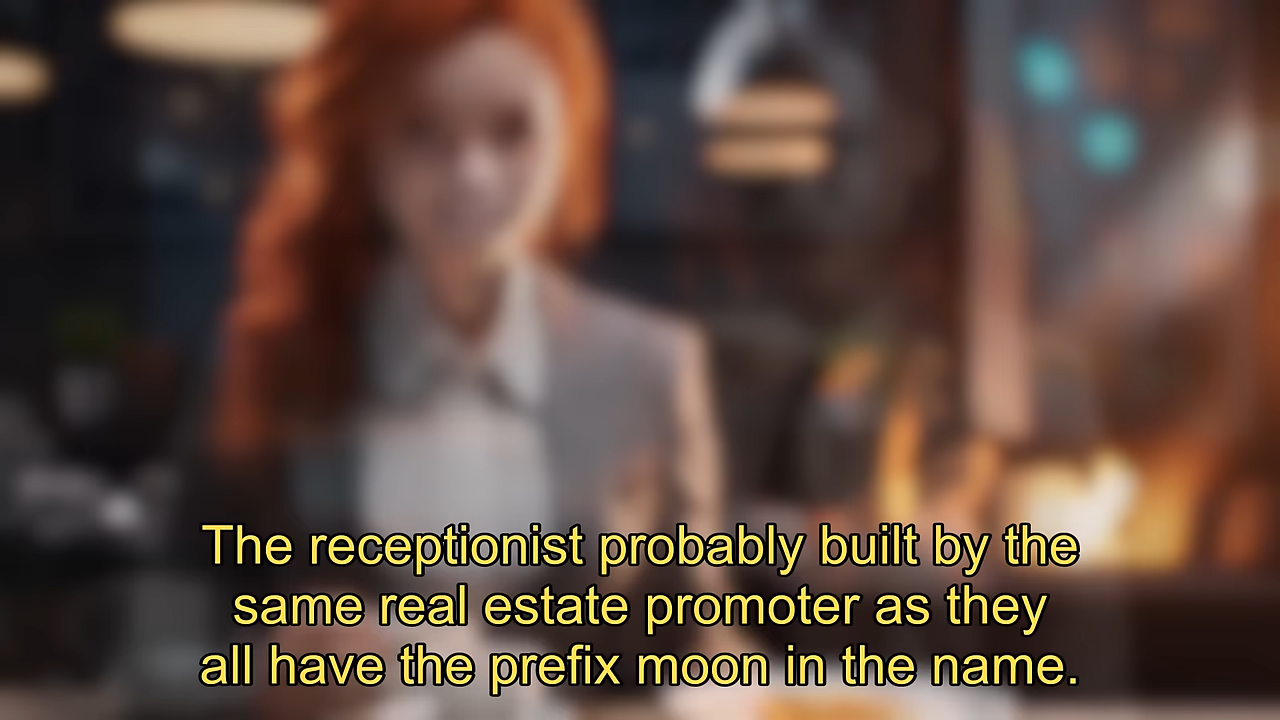 The receptionist probably built by the
same real estate promoter as they
all have the prefix moon in the name.